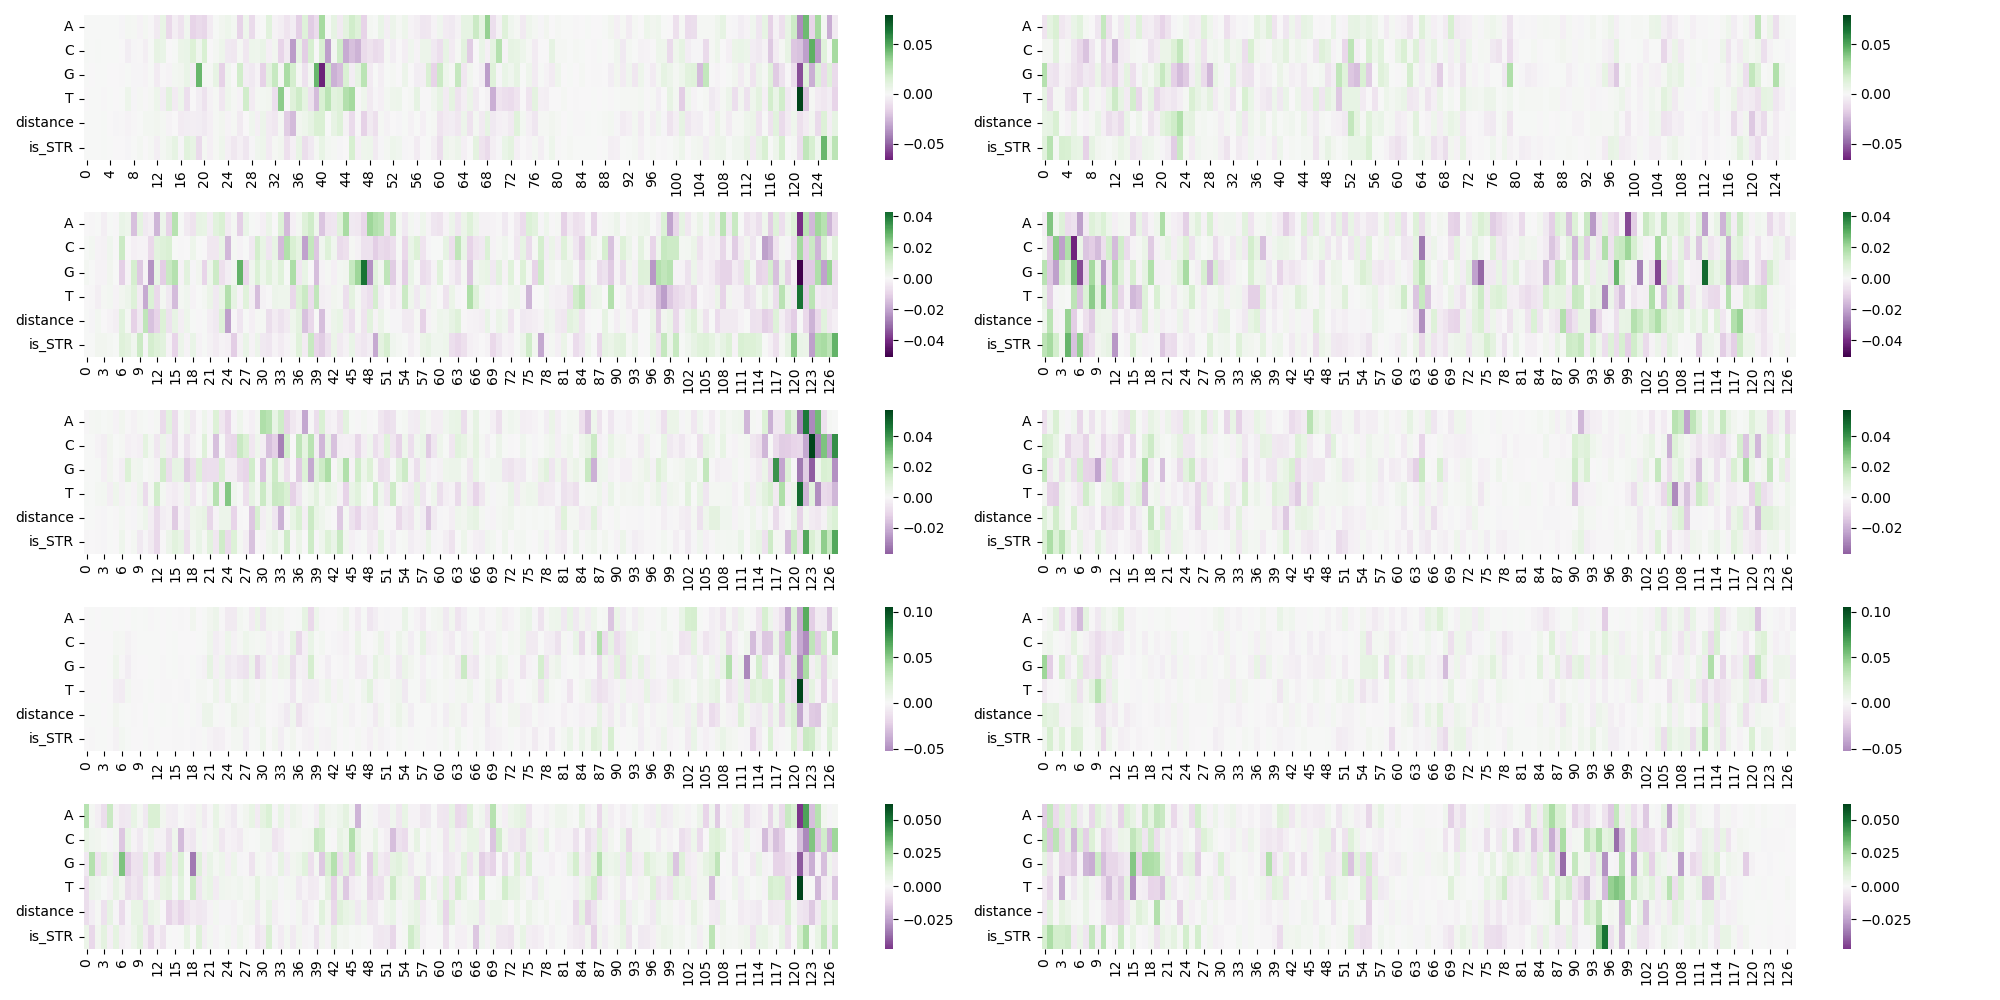 A
C
G
T
distance
is_STR
0 4 8 12 16 20 24 28 32 36 40 44 48 52 56 60 64 68 72 76 80 84 88 92 96 100 104 108 112 116 120 124
0.05
0.00
−0.05
A
C
G
T
distance
is_STR
0 4 8 12 16 20 24 28 32 36 40 44 48 52 56 60 64 68 72 76 80 84 88 92 96 100 104 108 112 116 120 124
0.05
0.00
−0.05
A
C
G
T
distance
is_STR
0 3 6 9 12 15 18 21 24 27 30 33 36 39 42 45 48 51 54 57 60 63 66 69 72 75 78 81 84 87 90 93 96 99 102 105 108 111 114 117 120 123 126
0.04
0.02
0.00
−0.02
−0.04
A
C
G
T
distance
is_STR
0 3 6 9 12 15 18 21 24 27 30 33 36 39 42 45 48 51 54 57 60 63 66 69 72 75 78 81 84 87 90 93 96 99 102 105 108 111 114 117 120 123 126
0.04
0.02
0.00
−0.02
−0.04
A
C
G
T
distance
is_STR
0 3 6 9 12 15 18 21 24 27 30 33 36 39 42 45 48 51 54 57 60 63 66 69 72 75 78 81 84 87 90 93 96 99 102 105 108 111 114 117 120 123 126
0.04
0.02
0.00
−0.02
A
C
G
T
distance
is_STR
0 3 6 9 12 15 18 21 24 27 30 33 36 39 42 45 48 51 54 57 60 63 66 69 72 75 78 81 84 87 90 93 96 99 102 105 108 111 114 117 120 123 126
0.04
0.02
0.00
−0.02
A
C
G
T
distance
is_STR
0 3 6 9 12 15 18 21 24 27 30 33 36 39 42 45 48 51 54 57 60 63 66 69 72 75 78 81 84 87 90 93 96 99 102 105 108 111 114 117 120 123 126
0.10
0.05
0.00
−0.05
A
C
G
T
distance
is_STR
0 3 6 9 12 15 18 21 24 27 30 33 36 39 42 45 48 51 54 57 60 63 66 69 72 75 78 81 84 87 90 93 96 99 102 105 108 111 114 117 120 123 126
0.10
0.05
0.00
−0.05
A
C
G
T
distance
is_STR
0 3 6 9 12 15 18 21 24 27 30 33 36 39 42 45 48 51 54 57 60 63 66 69 72 75 78 81 84 87 90 93 96 99 102 105 108 111 114 117 120 123 126
0.050
0.025
0.000
−0.025
A
C
G
T
distance
is_STR
0 3 6 9 12 15 18 21 24 27 30 33 36 39 42 45 48 51 54 57 60 63 66 69 72 75 78 81 84 87 90 93 96 99 102 105 108 111 114 117 120 123 126
0.050
0.025
0.000
−0.025